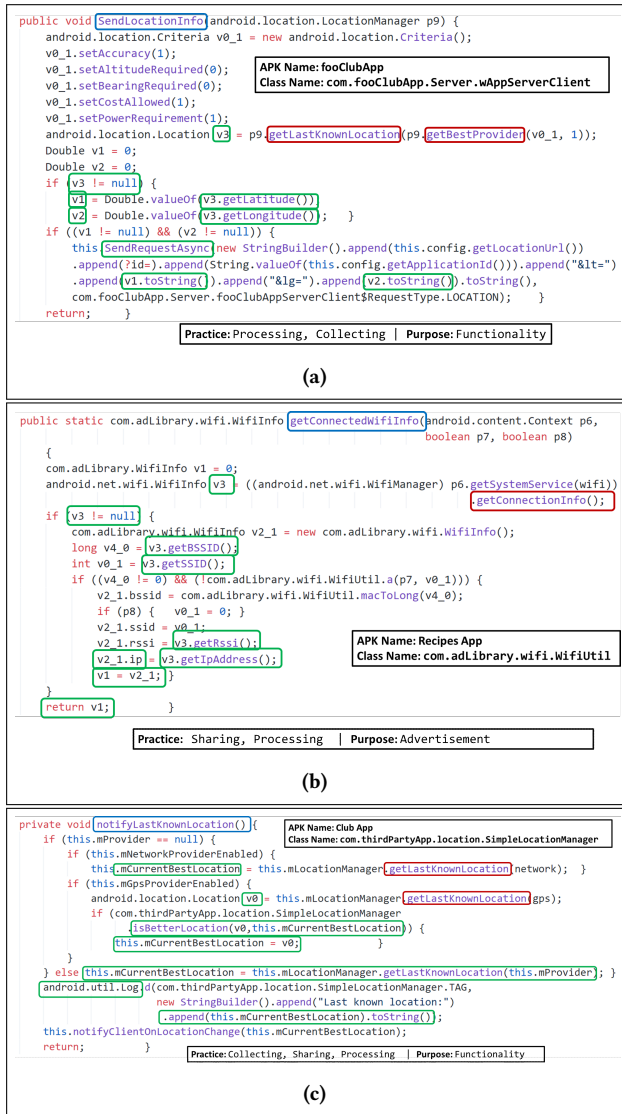 public void SendLocationInfo(android.location.LocationManager p9) {
android.location.Criteria v0_1 = new android.location.Criteria();
v0_1.setAccuracy(1);
v0_1.setAltitudeRequired(0);
v0_1.setBearingRequired(0);
v0_1.setCostAllowed(1);
v0_1.setPowerRequirement(1);
APK Name: fooClubApp
Class Name: com.fooClubApp.Server.wAppServerClient
android.location.Location v3 = p9.getLastKnownLocation(p9.getBestProvider(v0_1, 1));
Double v1 = 0;
Double v2 = 0;
if (v3 != null) {
v1 = Double.valueOf(v3.getLatitude());
v2 = Double.valueOf(v3.getLongitude(); }
if ((v1 != null) && (v2 != null)) {
this.SendRequestAsync(new StringBuilder().append(this.config.getLocationUrl())
.append(?id=).append(String.valueOf(this.config.getApplicationId())).append("&lt=")
.append(v1.toString()).append("&lg=").append(v2.toString()).toString(),
com.fooClubApp.Server.fooClubAppServerClient$RequestType.LOCATION); }
return; }
Practice: Processing, Collecting | Purpose: Functionality
(a)
public static com.adLibrary.wifi.WifiInfo getConnectedWifiInfo(android.content.Context p6,
boolean p7, boolean p8)
{
com.adLibrary.WifiInfo v1 = 0;
android.net.wifi.WifiInfo v3 = ((android.net.wifi.WifiManager) p6.getSystemService(wifi))
.getConnectionInfo();
if (v3 != null) {
com.adLibrary.wifi.WifiInfo v2_1 = new com.adLibrary.wifi.WifiInfo();
long v4_0 = v3.getBSSID();
int v0_1 = v3.getSSID();
if ((v4_0 != 0) && (!com.adLibrary.wifi.WifiUtil.a(p7, v0_1))) {
v2_1.bssid = com.adLibrary.wifi.WifiUtil.macToLong(v4_0);
if (p8) { v0_1 = 0; }
v2_1.ssid = v0_1;
v2_1.rssi = v3.getRssi();
v2_1.ip = v3.getIpAddress();
v1 = v2_1; }
}
return v1; }
APK Name: Recipes App
Class Name: com.adLibrary.wifi.WifiUtil
Practice: Sharing, Processing | Purpose: Advertisement
(b)
private void notifyLastKnownLocation() {
APK Name: Club App
Class Name: com.thirdPartyApp.location.SimpleLocationManager
if (this.mProvider == null) {
if (this.mNetworkProviderEnabled) {
this.mCurrentBestLocation = this.mLocationManager.getLastKnownLocation(network); }
if (this.mGpsProviderEnabled) {
android.location.Location v0 = this.mLocationManager.getLastKnownLocation(gps);
if (com.thirdPartyApp.location.SimpleLocationManager
.isBetterLocation(v0,this.mCurrentBestLocation)) {
this.mCurrentBestLocation = v0; }
}
} else this.mCurrentBestLocation = this.mLocationManager.getLastKnownLocation(this.mProvider); }
android.util.Log.d(com.thirdPartyApp.location.SimpleLocationManager.TAG,
new StringBuilder().append("Last known location:")
.append(this.mCurrentBestLocation).toString());
this.notifyClientOnLocationChange(this.mCurrentBestLocation);
return; }
Practice: Collecting, Sharing, Processing | Purpose: Functionality
(c)